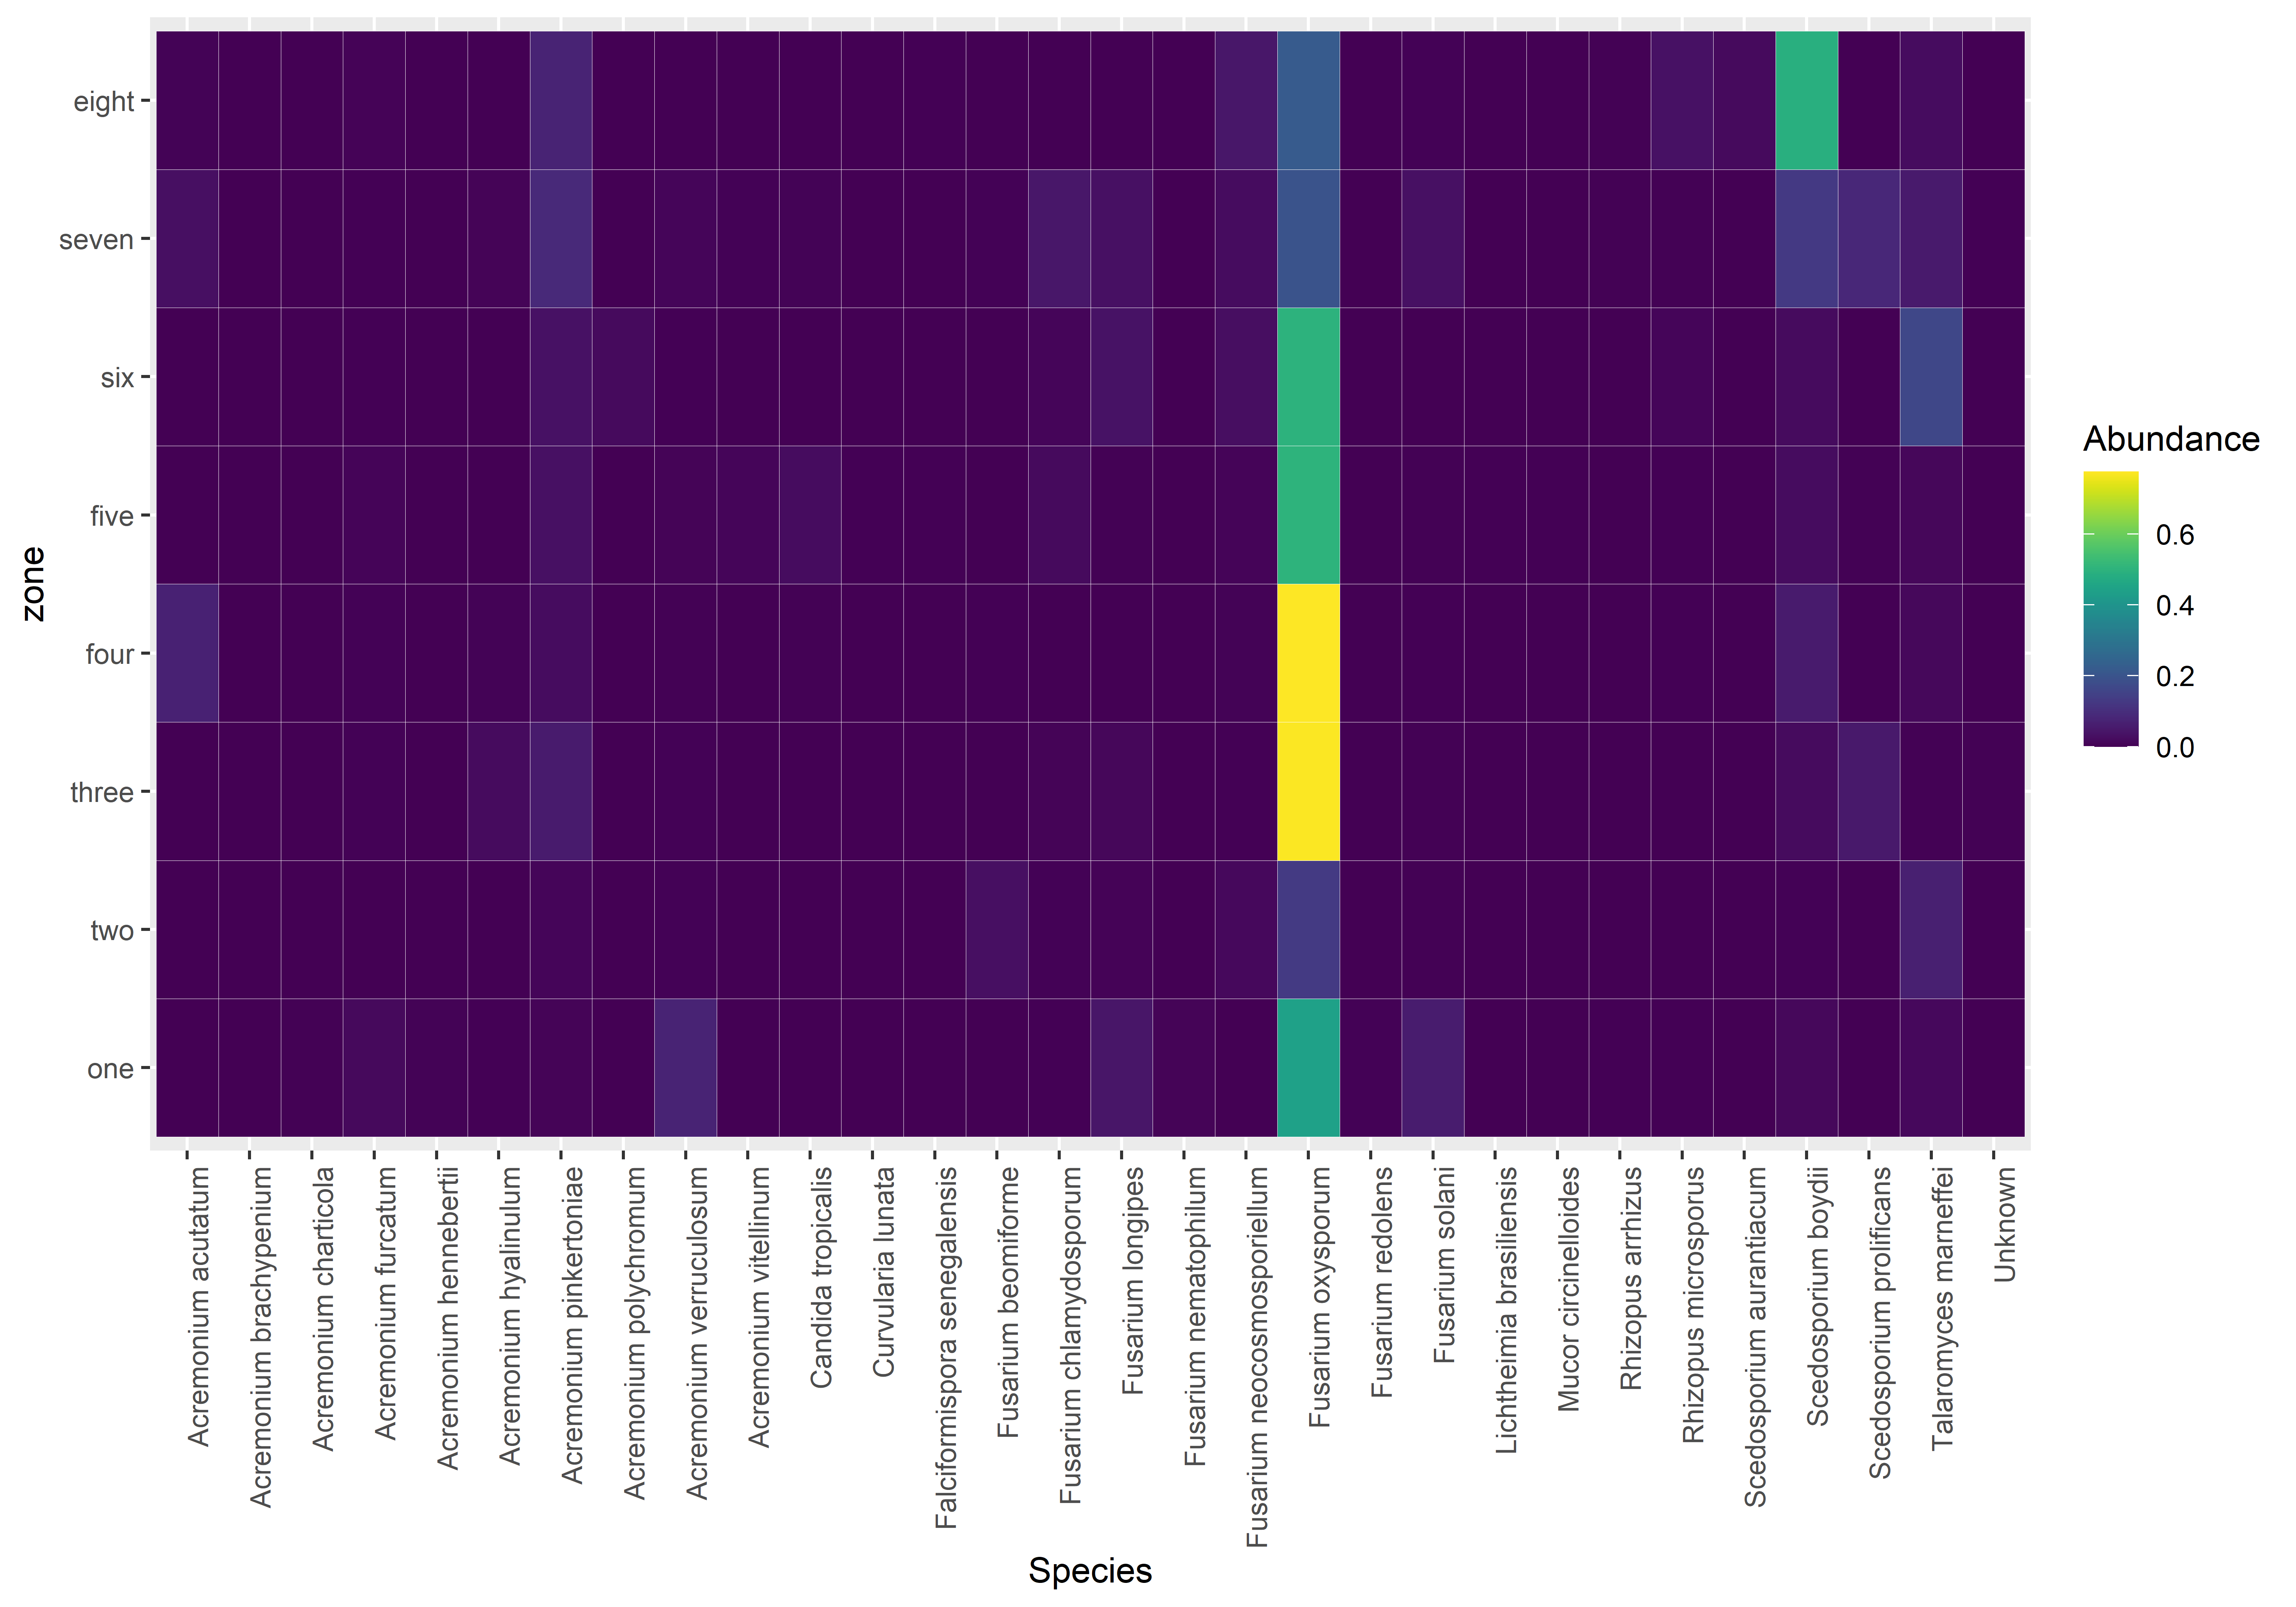 eight
seven
six
five
four
three
two
one
zone
Acremonium acutatum
Acremonium brachypenium
Acremonium charticola
Acremonium furcatum
Acremonium hennebertii
Acremonium hyalinulum
Acremonium pinkertoniae
Acremonium polychromum
Acremonium verruculosum
Acremonium vitellinum
Candida tropicalis
Curvularia lunata
Falciformispora senegalensis
Fusarium beomiforme
Fusarium chlamydosporum
Fusarium longipes
Fusarium nematophilum
Fusarium neocosmosporiellum
Fusarium oxysporum
Fusarium redolens
Fusarium solani
Lichtheimia brasiliensis
Mucor circinelloides
Rhizopus arrhizus
Rhizopus microsporus
Scedosporium aurantiacum
Scedosporium boydii
Scedosporium prolificans
Talaromyces marneffei
Unknown
Species
Abundance
0.6
0.4
0.2
0.0